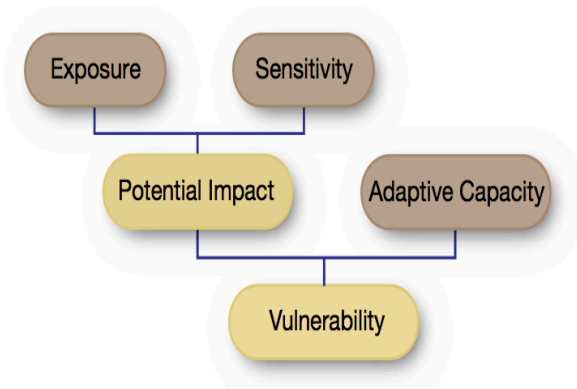 Exposure
Sensitivity
Potential Impact
Adaptive Capacity
Vulnerability